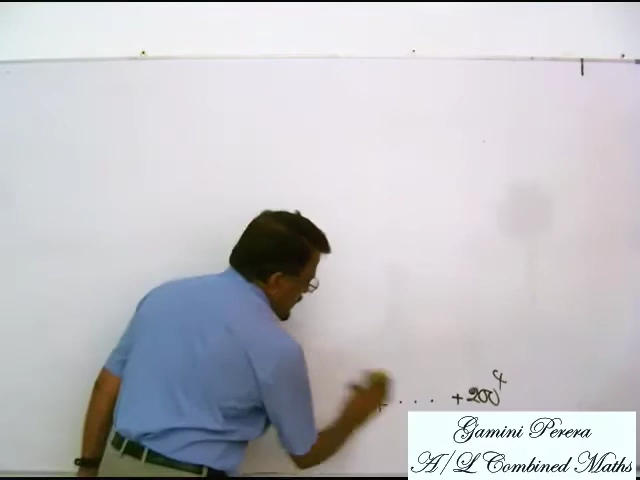 + . . . . +200⁴
Gamini Perera
A/L Combined Maths